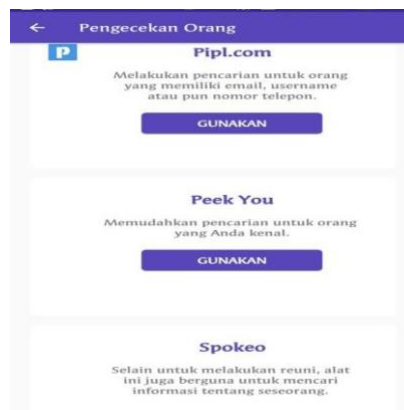 Pengecekan Orang
P
Pipl.com
Melakukan pencarian untuk orang
yang memiliki email, username
atau pun nomor telepon.
GUNAKAN
Peek You
Memudahkan pencarian untuk orang
yang Anda kenal.
GUNAKAN
Spokeo
Selain untuk melakukan reuni, alat
ini juga berguna untuk mencari
informasi tentang seseorang.